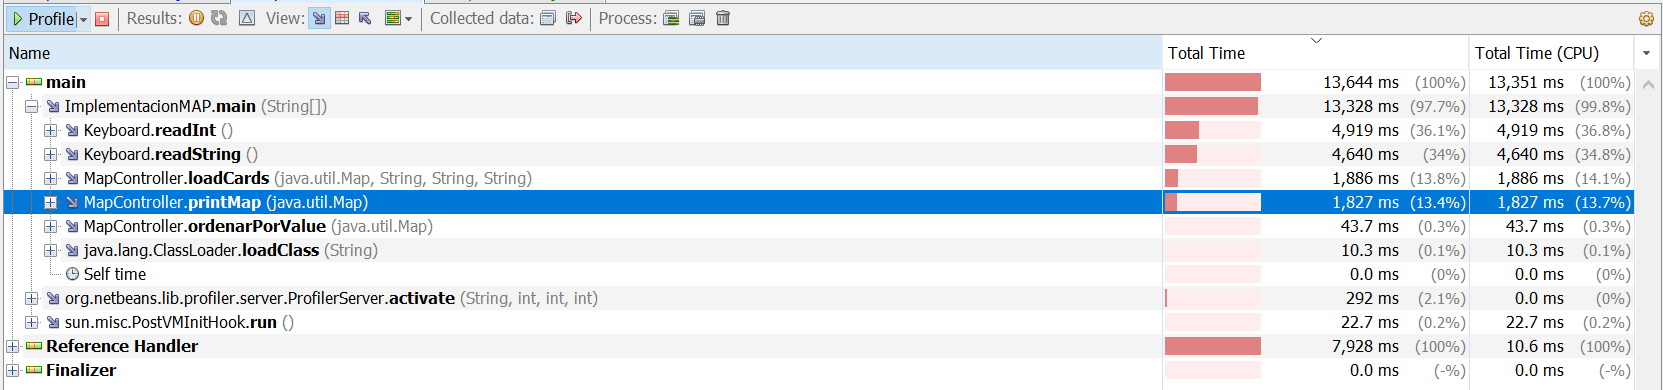 Profile Results: View: Collected data: Process:
Name Total Time Total Time (CPU)
main 13,644 ms (100%) 13,351 ms (100%)
ImplementacionMAP.main (String[]) 13,328 ms (97.7%) 13,328 ms (99.8%)
Keyboard.readInt () 4,919 ms (36.1%) 4,919 ms (36.8%)
Keyboard.readString () 4,640 ms (34%) 4,640 ms (34.8%)
MapController.loadCards (java.util.Map, String, String, String) 1,886 ms (13.8%) 1,886 ms (14.1%)
MapController.printMap (java.util.Map) 1,827 ms (13.4%) 1,827 ms (13.7%)
MapController.ordenarPorValue (java.util.Map) 43.7 ms (0.3%) 43.7 ms (0.3%)
java.lang.ClassLoader.loadClass (String) 10.3 ms (0.1%) 10.3 ms (0.1%)
Self time 0.0 ms (0%) 0.0 ms (0%)
org.netbeans.lib.profiler.server.ProfilerServer.activate (String, int, int, int) 292 ms (2.1%) 0.0 ms (0%)
sun.misc.PostVMInitHook.run () 22.7 ms (0.2%) 22.7 ms (0.2%)
Reference Handler 7,928 ms (100%) 10.6 ms (100%)
Finalizer 0.0 ms (-%) 0.0 ms (-%)